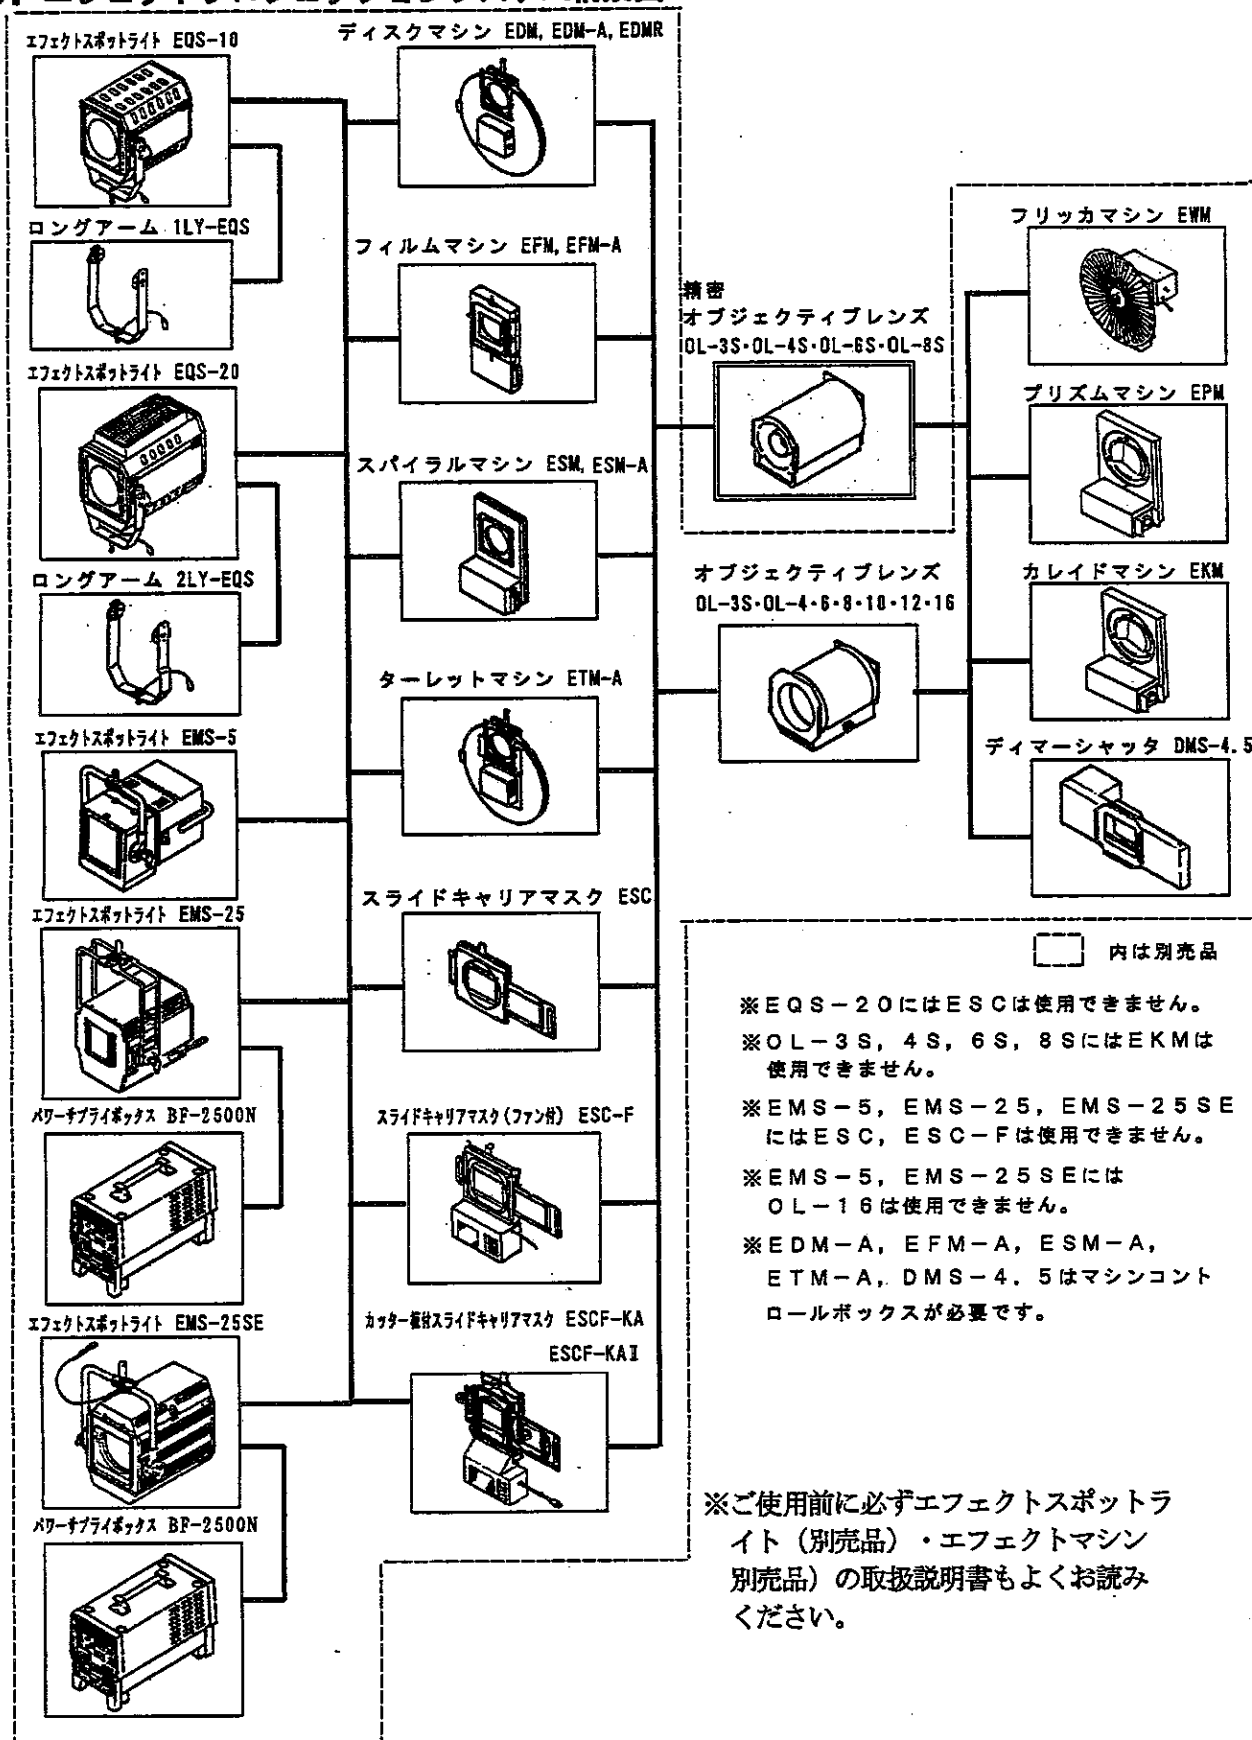 エフェクトスポットライト EQS-10
ロングアーム 1LY-EQS
エフェクトスポットライト EQS-20
ロングアーム 2LY-EQS
エフェクトスポットライト EMS-5
エフェクトスポットライト EMS-25
パワーサプライボックス BF-2500N
エフェクトスポットライト EMS-25SE
パワーサプライボックス BF-2500N
ディスクマシン EDM, EDM-A, EDMR
フィルムマシン EFM, EFM-A
スパイラルマシン ESM, ESM-A
ターレットマシン ETM-A
スライドキャリアマスク ESC
スライドキャリアマスク(ファン付) ESC-F
カッター板付スライドキャリアマスク ESCF-KA
ESCF-KAⅡ
精密
オブジェクティブレンズ
OL-3S・OL-4S・OL-6S・OL-8S
オブジェクティブレンズ
OL-3S・OL-4・6・8・10・12・16
フリッカマシン EWM
プリズムマシン EPM
カレイドマシン EKM
ディマーシャッタ DMS-4.5
内は別売品
※EQS-20にはESCは使用できません。
※OL-3S, 4S, 6S, 8SにはEKMは
使用できません。
※EMS-5, EMS-25, EMS-25SE
にはESC, ESC-Fは使用できません。
※EMS-5, EMS-25SEには
OL-16は使用できません。
※EDM-A, EFM-A, ESM-A,
ETM-A, DMS-4.5はマシンコント
ロールボックスが必要です。
※ご使用前に必ずエフェクトスポットラ
イト（別売品）・エフェクトマシン
別売品）の取扱説明書もよくお読み
ください。